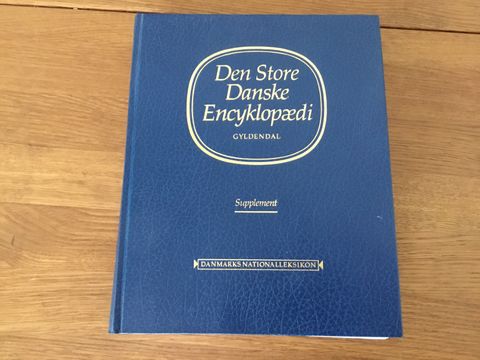 Den Store
Danske
Encyklopædi
GYLDENDAL
Supplement
DANMARKS NATIONALLEKSIKON